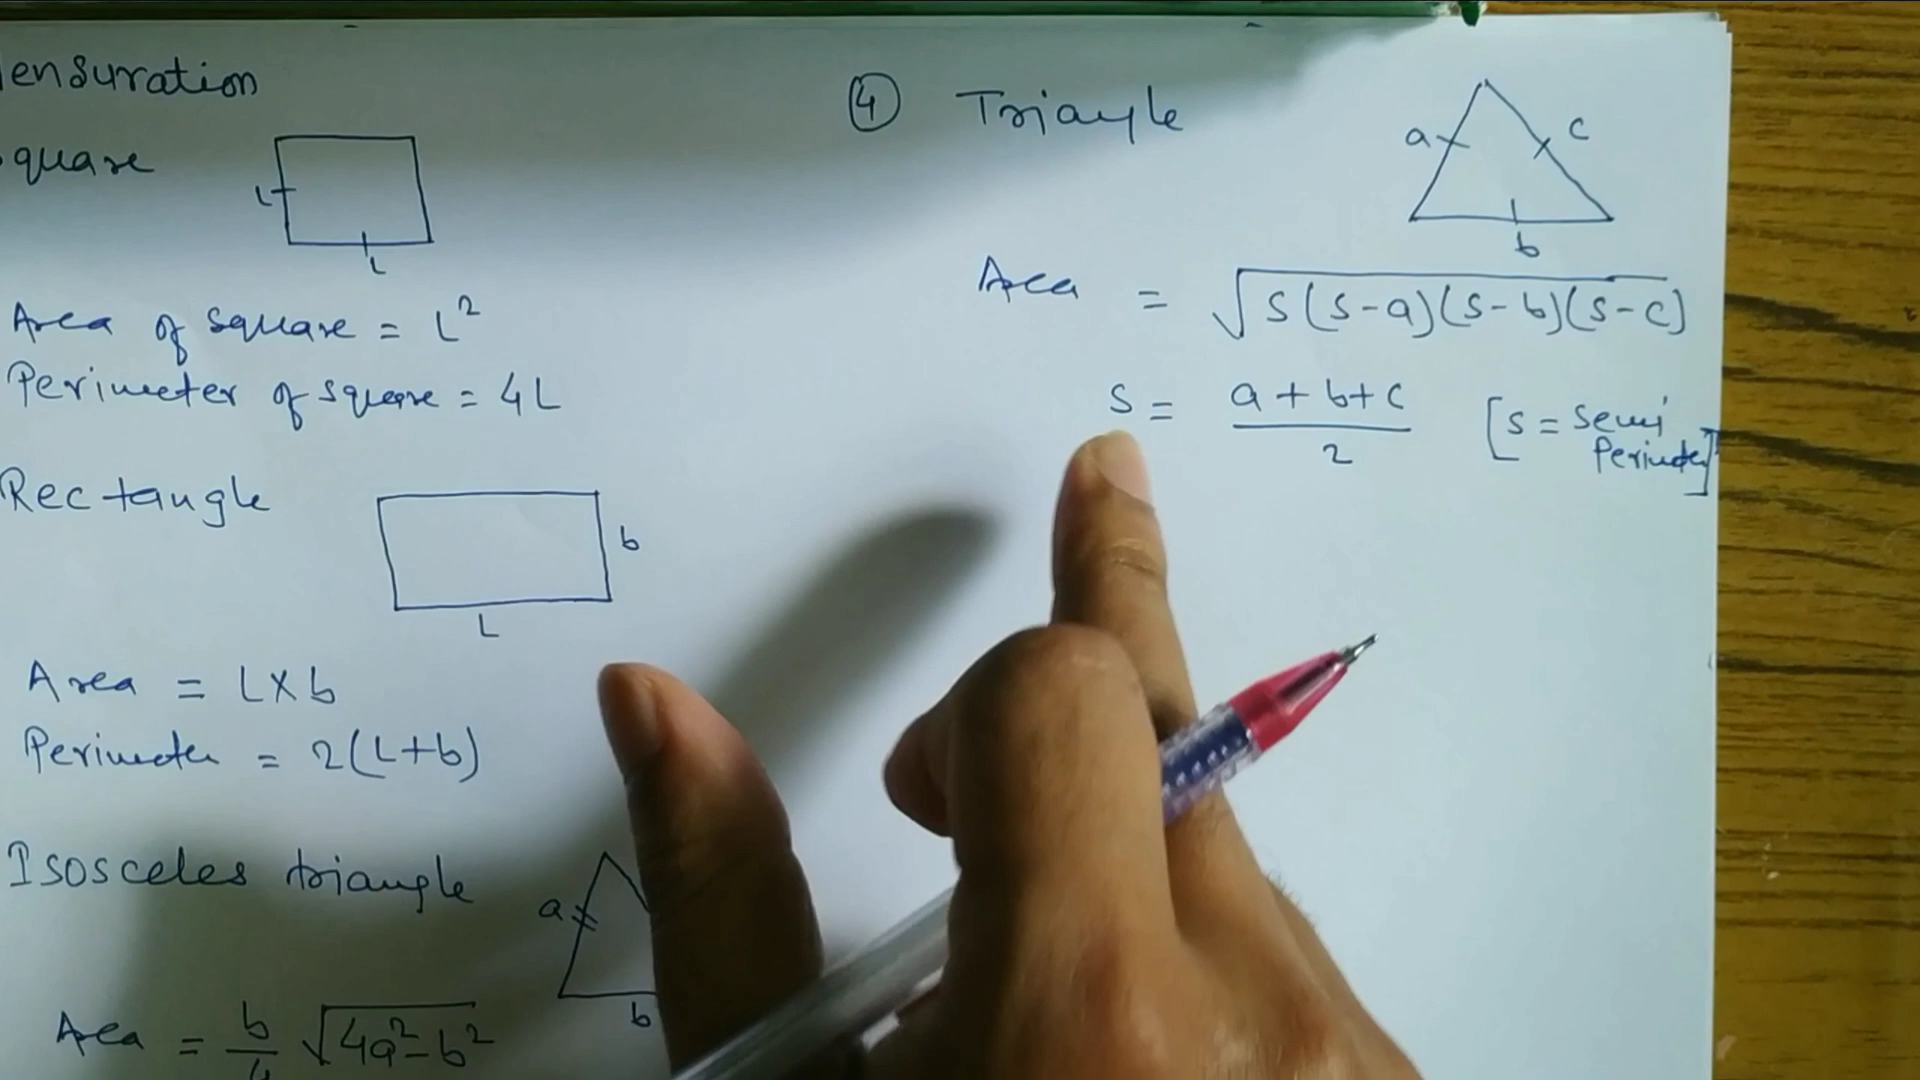 ensuration
quare
L
L
Area of square = L²
Perimeter of square = 4L
Rectangle
b
L
Area = L×b
Perimeter = 2(L+b)
Isosceles triangle
a
b
Area = b/4 √4a²-b²
④ Triangle
a
c
b
Area = √s(s-a)(s-b)(s-c)
s = a+b+c/2 [s = semi
Perimeter]